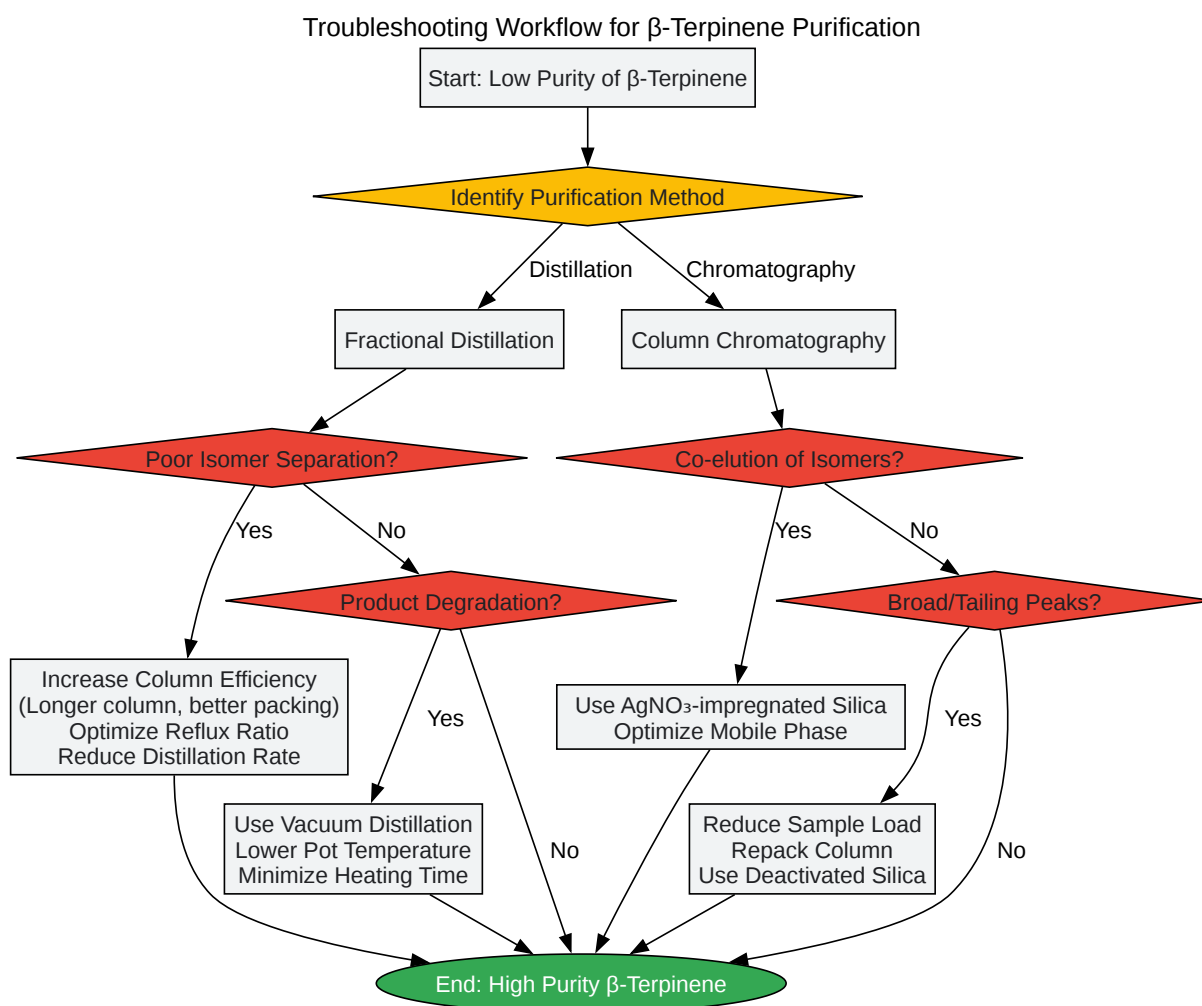 Troubleshooting Workflow for β-Terpinene Purification
Start: Low Purity of β-Terpinene
Identify Purification Method
Distillation
Chromatography
Fractional Distillation
Column Chromatography
Poor Isomer Separation?
Co-elution of Isomers?
Yes
No
Yes
No
Product Degradation?
Broad/Tailing Peaks?
Increase Column Efficiency
(Longer column, better packing)
Optimize Reflux Ratio
Reduce Distillation Rate
Use AgNO₃-impregnated Silica
Optimize Mobile Phase
Yes
Yes
Use Vacuum Distillation
Lower Pot Temperature
Minimize Heating Time
No
Reduce Sample Load
Repack Column
Use Deactivated Silica
No
End: High Purity β-Terpinene